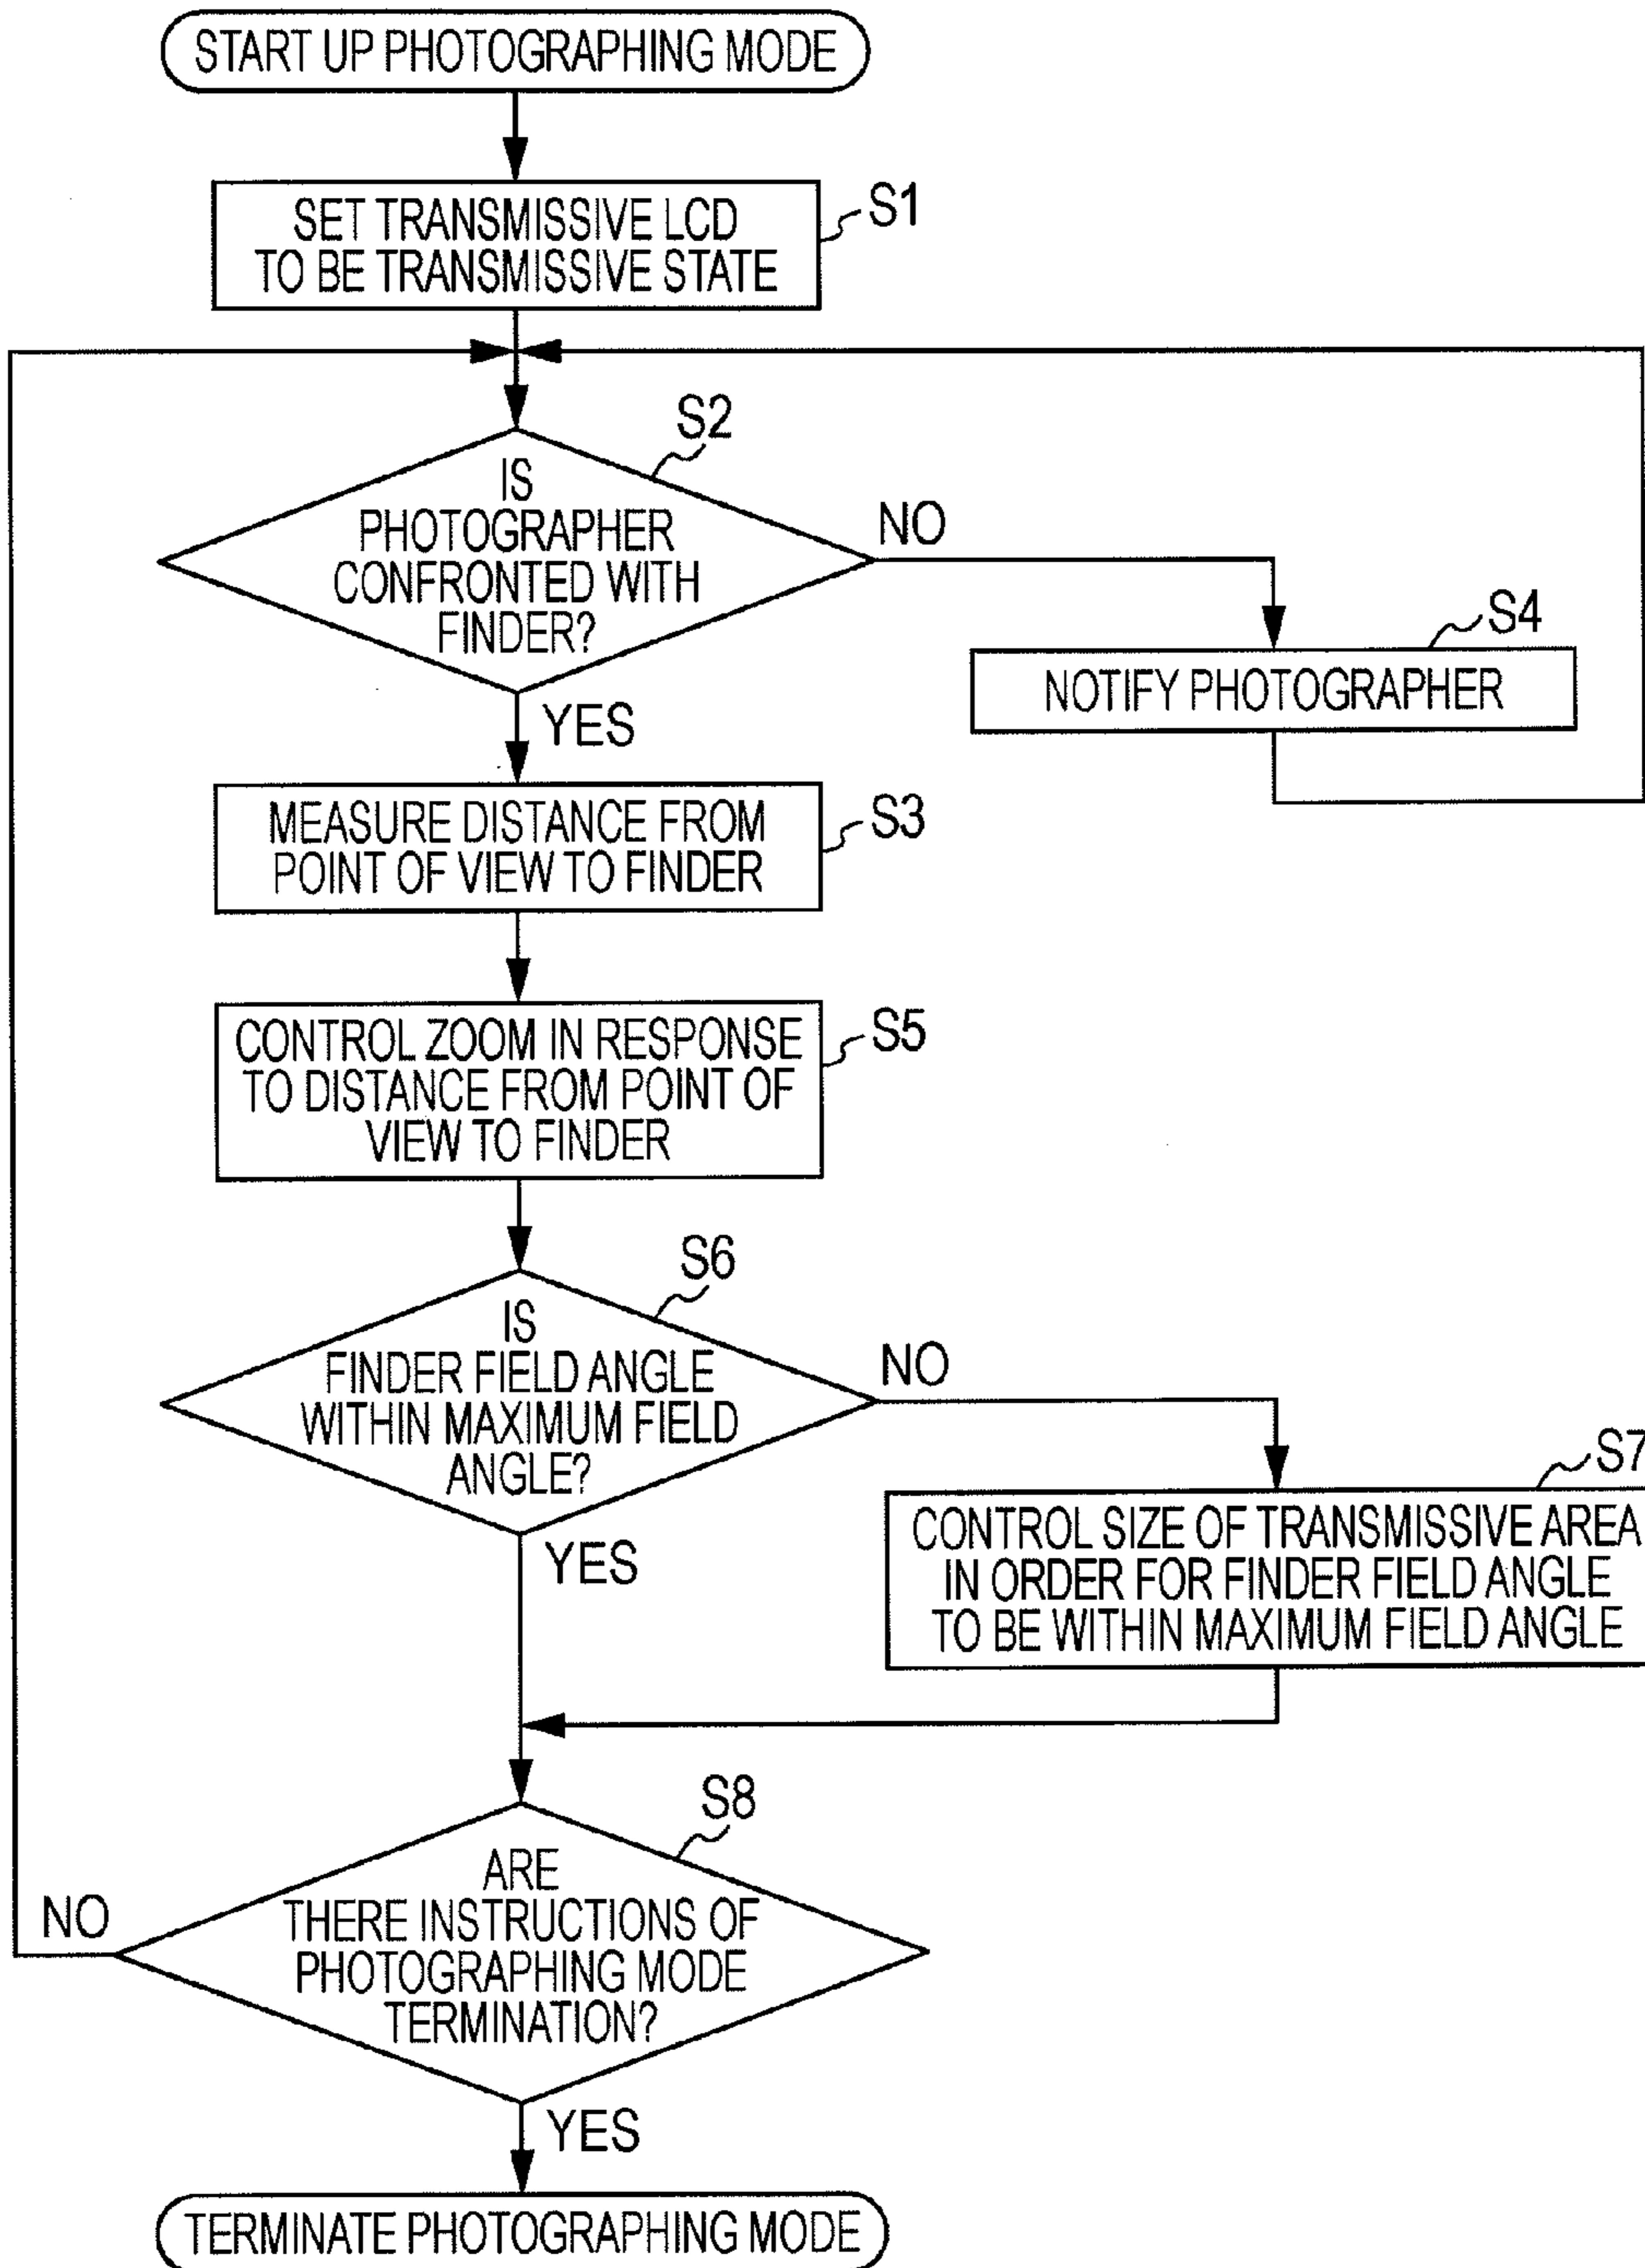 START UP PHOTOGRAPHING MODE
SET TRANSMISSIVE LCD
TO BE TRANSMISSIVE STATE
S1
S2
IS
PHOTOGRAPHER
CONFRONTED WITH
FINDER?
NO
YES
S4
NOTIFY PHOTOGRAPHER
MEASURE DISTANCE FROM
POINT OF VIEW TO FINDER
S3
CONTROL ZOOM IN RESPONSE
TO DISTANCE FROM POINT OF
VIEW TO FINDER
S5
S6
IS
FINDER FIELD ANGLE
WITHIN MAXIMUM FIELD
ANGLE?
NO
YES
S7
CONTROL SIZE OF TRANSMISSIVE AREA
IN ORDER FOR FINDER FIELD ANGLE
TO BE WITHIN MAXIMUM FIELD ANGLE
S8
ARE
THERE INSTRUCTIONS OF
PHOTOGRAPHING MODE
TERMINATION?
NO
YES
TERMINATE PHOTOGRAPHING MODE